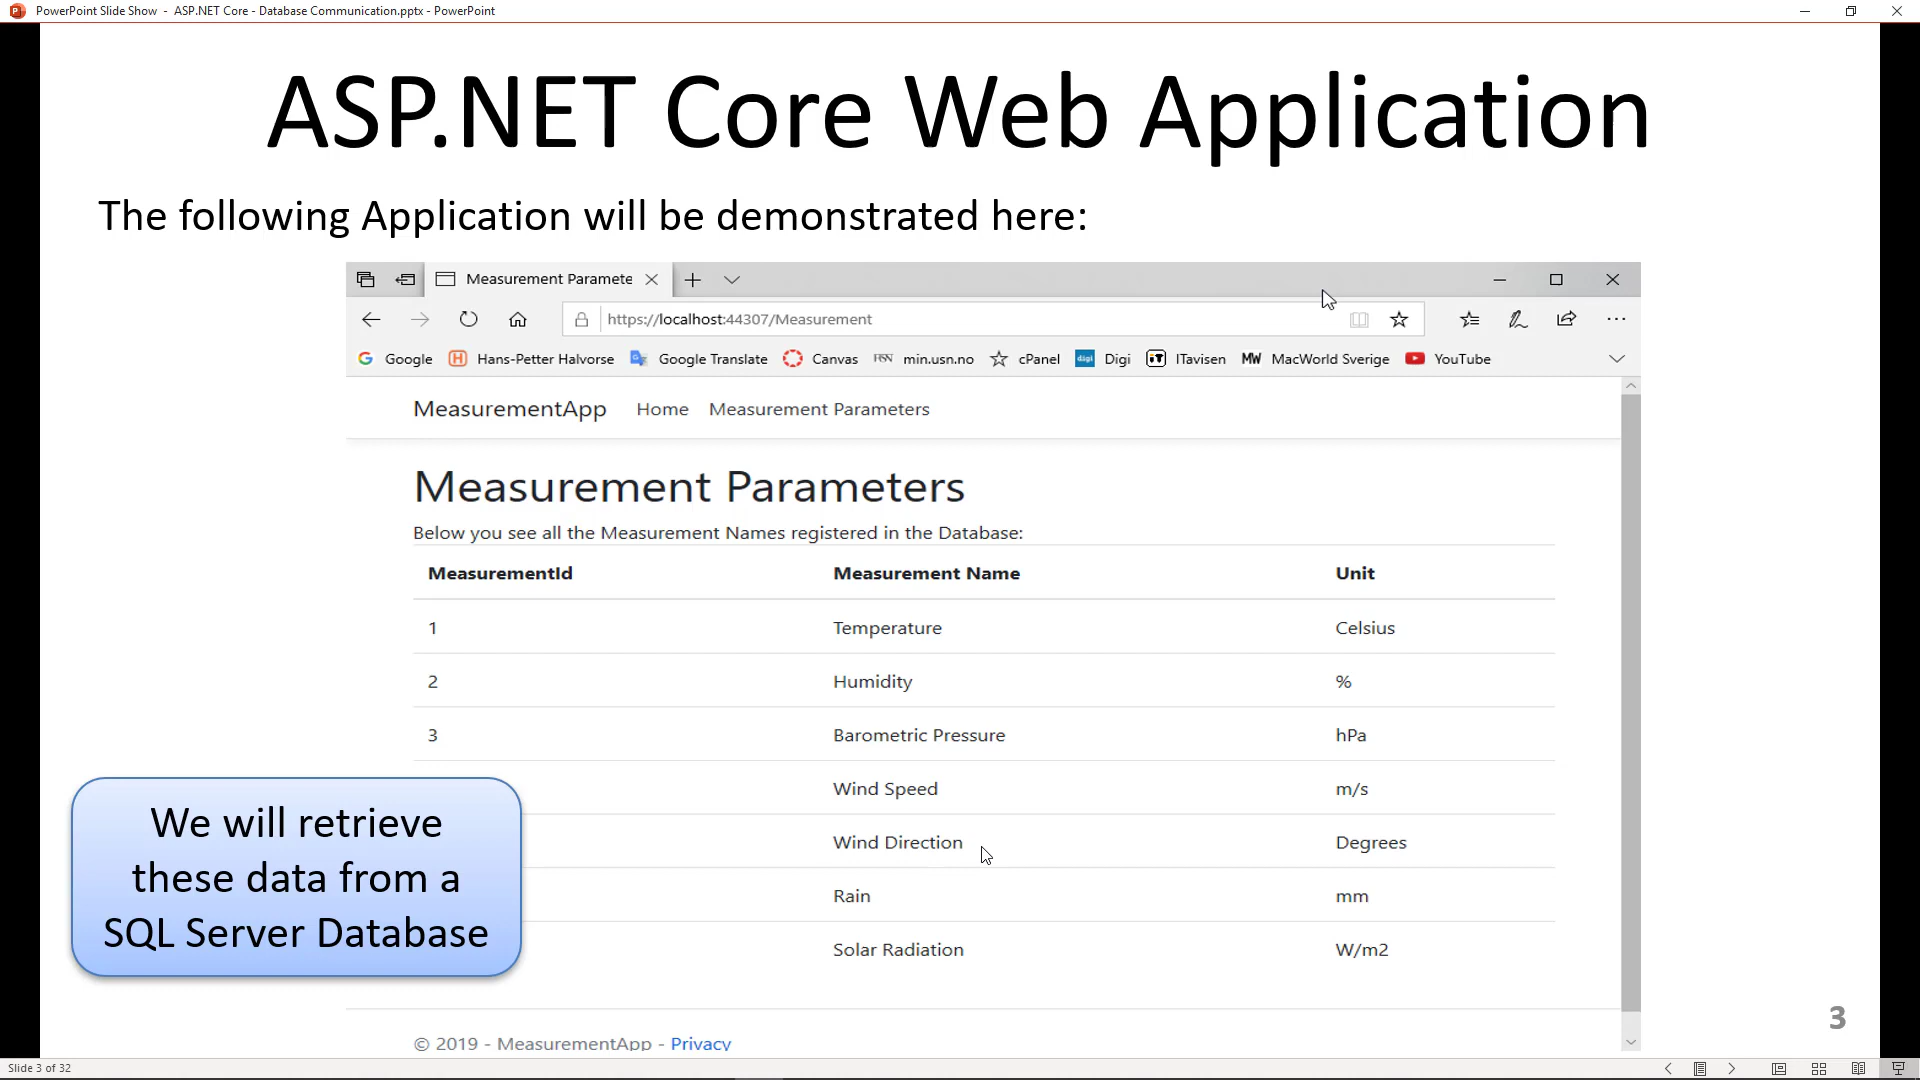 PowerPoint Slide Show - ASP.NET Core - Database Communication.pptx - PowerPoint
ASP.NET Core Web Application
The following Application will be demonstrated here:
Measurement Paramete
https://localhost:44307/Measurement
Google Hans-Petter Halvorse Google Translate Canvas min.usn.no cPanel digi Digi iT ITavisen MW MacWorld Sverige YouTube
MeasurementApp Home Measurement Parameters
Measurement Parameters
Below you see all the Measurement Names registered in the Database:
MeasurementId Measurement Name Unit
1 Temperature Celsius
2 Humidity %
3 Barometric Pressure hPa
Wind Speed m/s
Wind Direction Degrees
Rain mm
Solar Radiation W/m2
We will retrieve
these data from a
SQL Server Database
© 2019 - MeasurementApp - Privacy
3
Slide 3 of 32